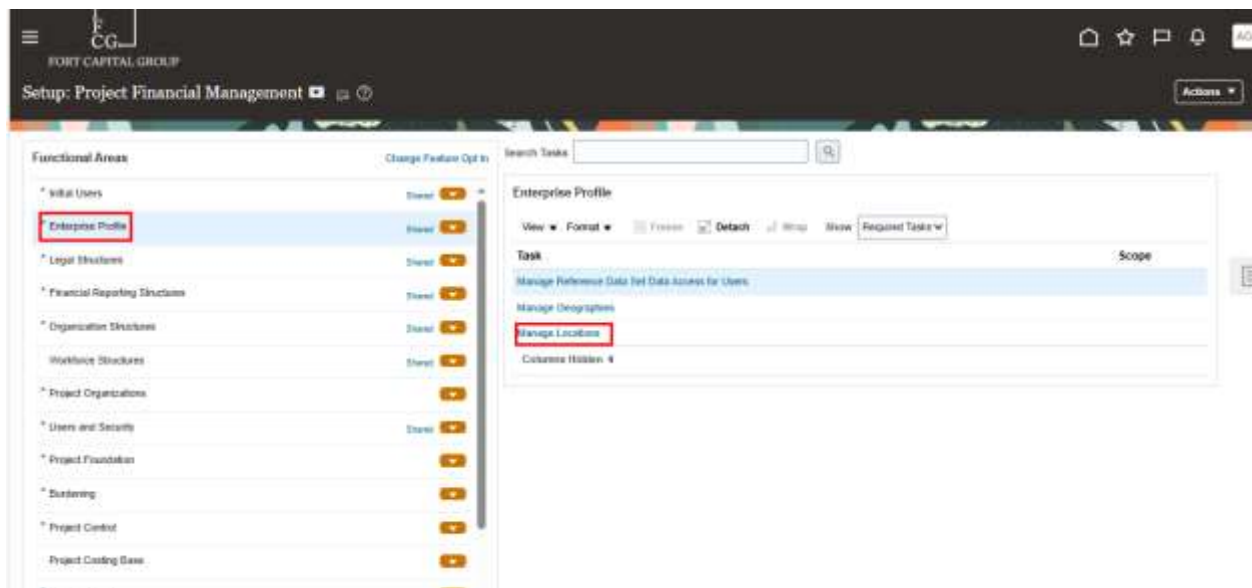 F
CG
FORT CAPITAL GROUP
Setup: Project Financial Management
Actions
Functional Areas
Change Feature Opt In
Search Tasks
* Initial Users Shared
* Enterprise Profile Shared
* Legal Structures Shared
* Financial Reporting Structures Shared
* Organization Structures Shared
Workforce Structures Shared
* Project Organizations
* Users and Security Shared
* Project Foundation
* Burdening
* Project Control
Project Costing Base
Enterprise Profile
View Format Freeze Detach Wrap Show Required Tasks
Task Scope
Manage Reference Data Set Data Access for Users
Manage Geographies
Manage Locations
Columns Hidden 4